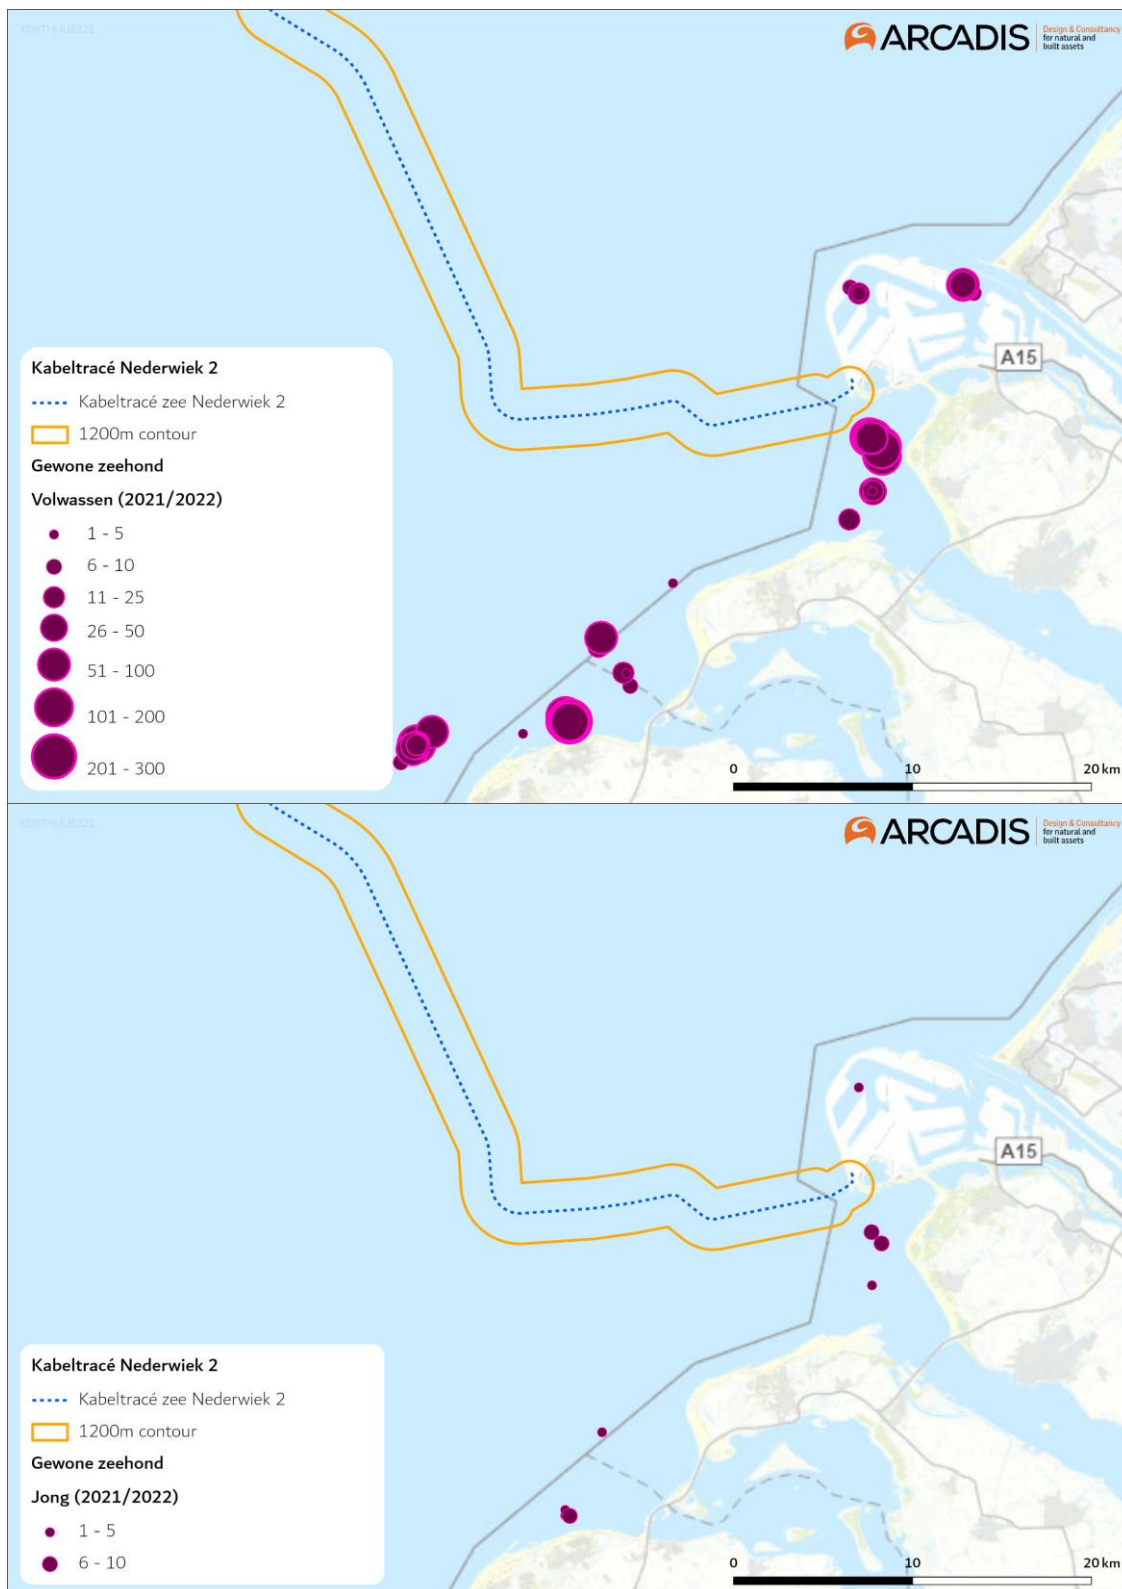 KORTHUIJ6221
ARCADIS
Design & Consultancy
for natural and
built assets
A15
Kabeltracé Nederwiek 2
Kabeltracé zee Nederwiek 2
1200m contour
Gewone zeehond
Volwassen (2021/2022)
1 - 5
6 - 10
11 - 25
26 - 50
51 - 100
101 - 200
201 - 300
0 10 20 km
ARCADIS
Design & Consultancy
for natural and
built assets
A15
Kabeltracé Nederwiek 2
Kabeltracé zee Nederwiek 2
1200m contour
Gewone zeehond
Jong (2021/2022)
1 - 5
6 - 10
0 10 20 km